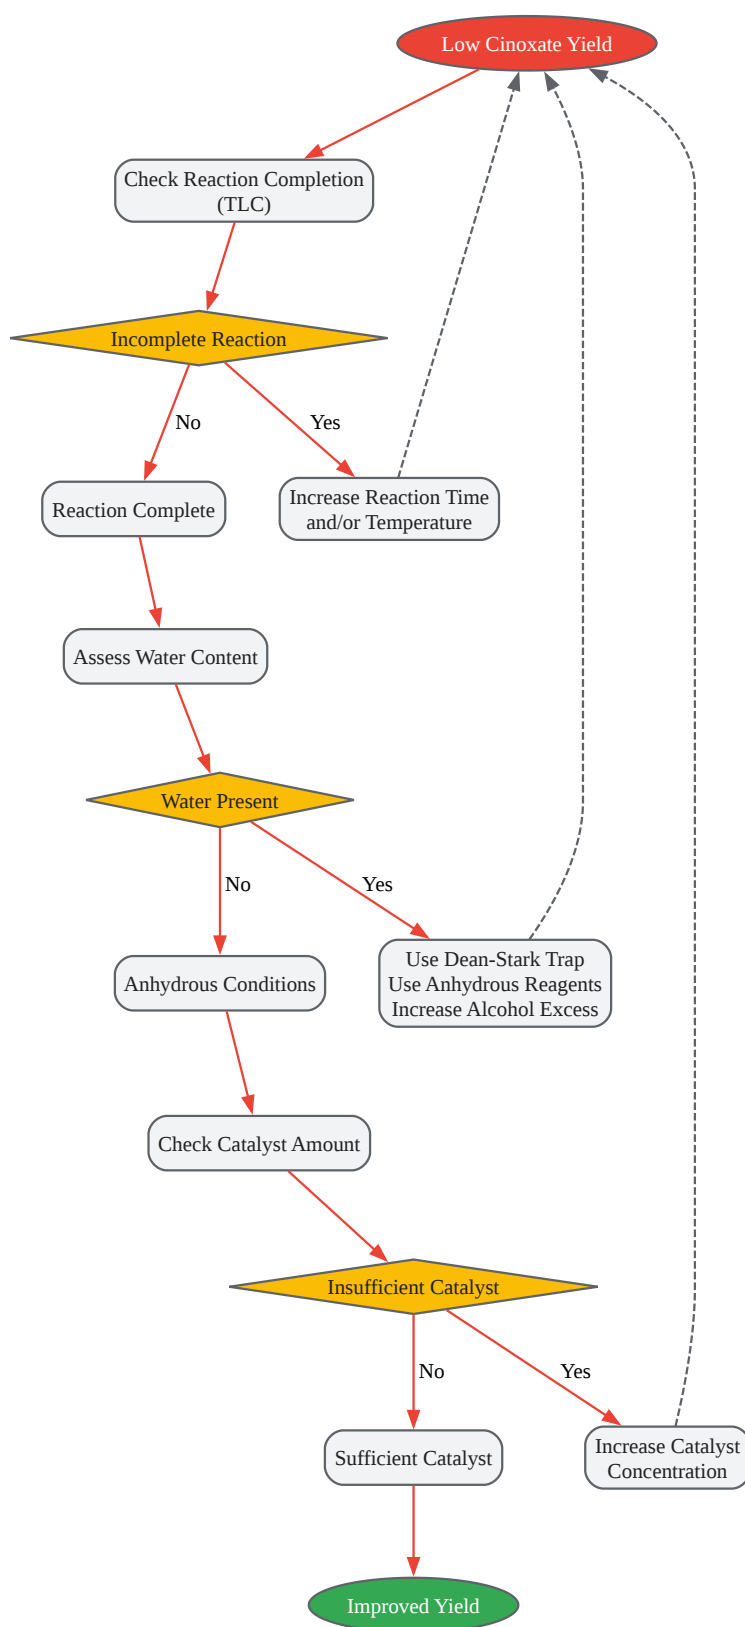 Low Cinoxate Yield
Check Reaction Completion
(TLC)
Incomplete Reaction
No
Yes
Reaction Complete
Increase Reaction Time
and/or Temperature
Assess Water Content
Water Present
No
Yes
Anhydrous Conditions
Use Dean-Stark Trap
Use Anhydrous Reagents
Increase Alcohol Excess
Check Catalyst Amount
Insufficient Catalyst
No
Yes
Sufficient Catalyst
Increase Catalyst
Concentration
Improved Yield